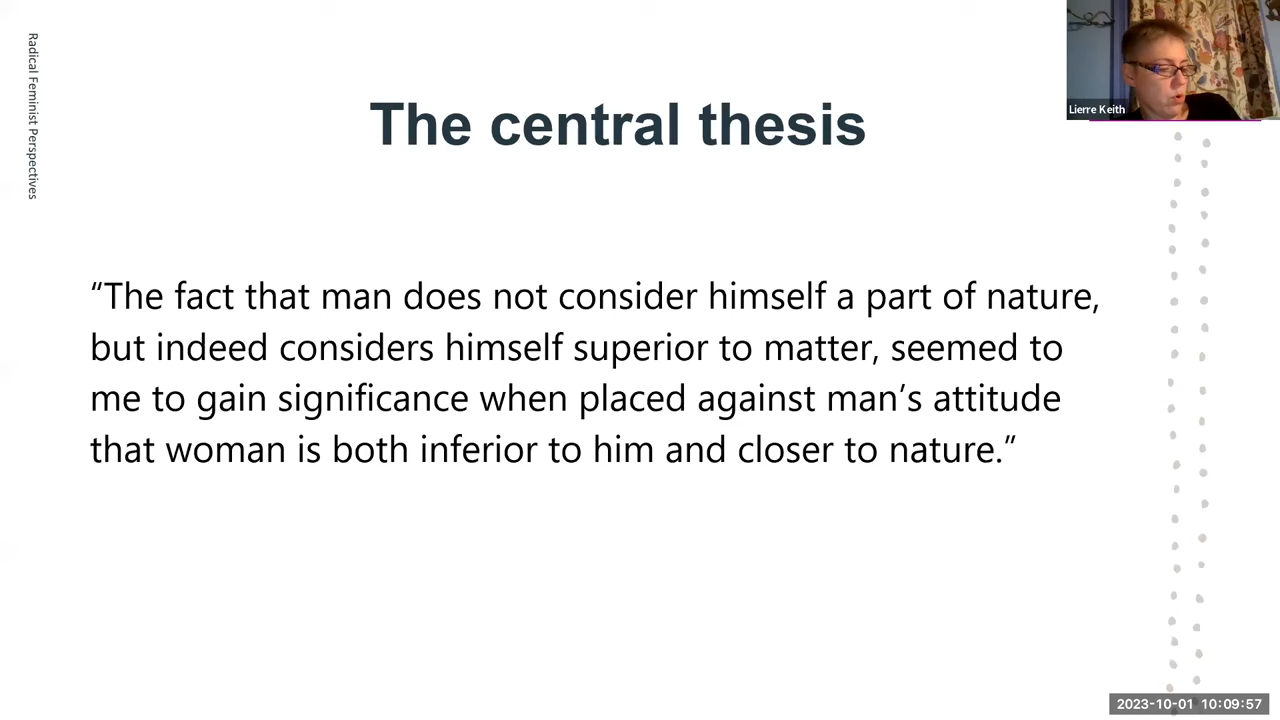 Radical Feminist Perspectives
Lierre Keith
The central thesis
“The fact that man does not consider himself a part of nature,
but indeed considers himself superior to matter, seemed to
me to gain significance when placed against man’s attitude
that woman is both inferior to him and closer to nature.”
2023-10-01 10:09:57